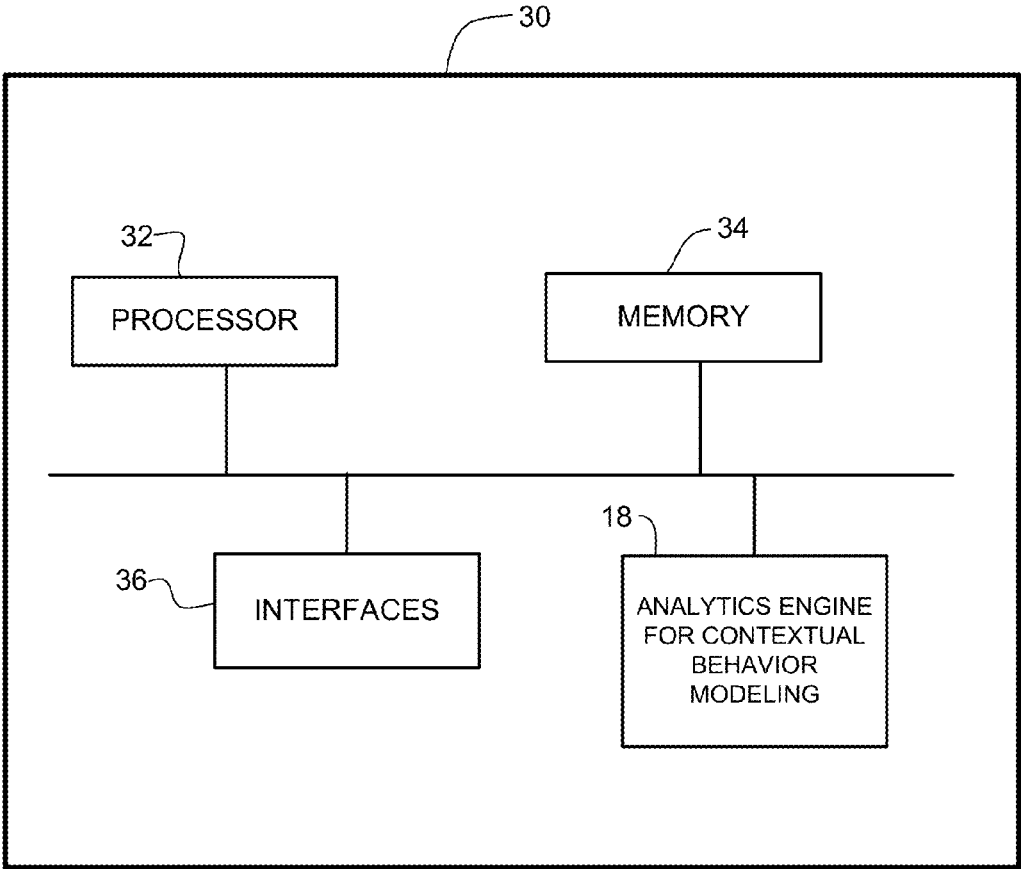 30
32
34
PROCESSOR
MEMORY
18
36
INTERFACES
ANALYTICS ENGINE
FOR CONTEXTUAL
BEHAVIOR
MODELING